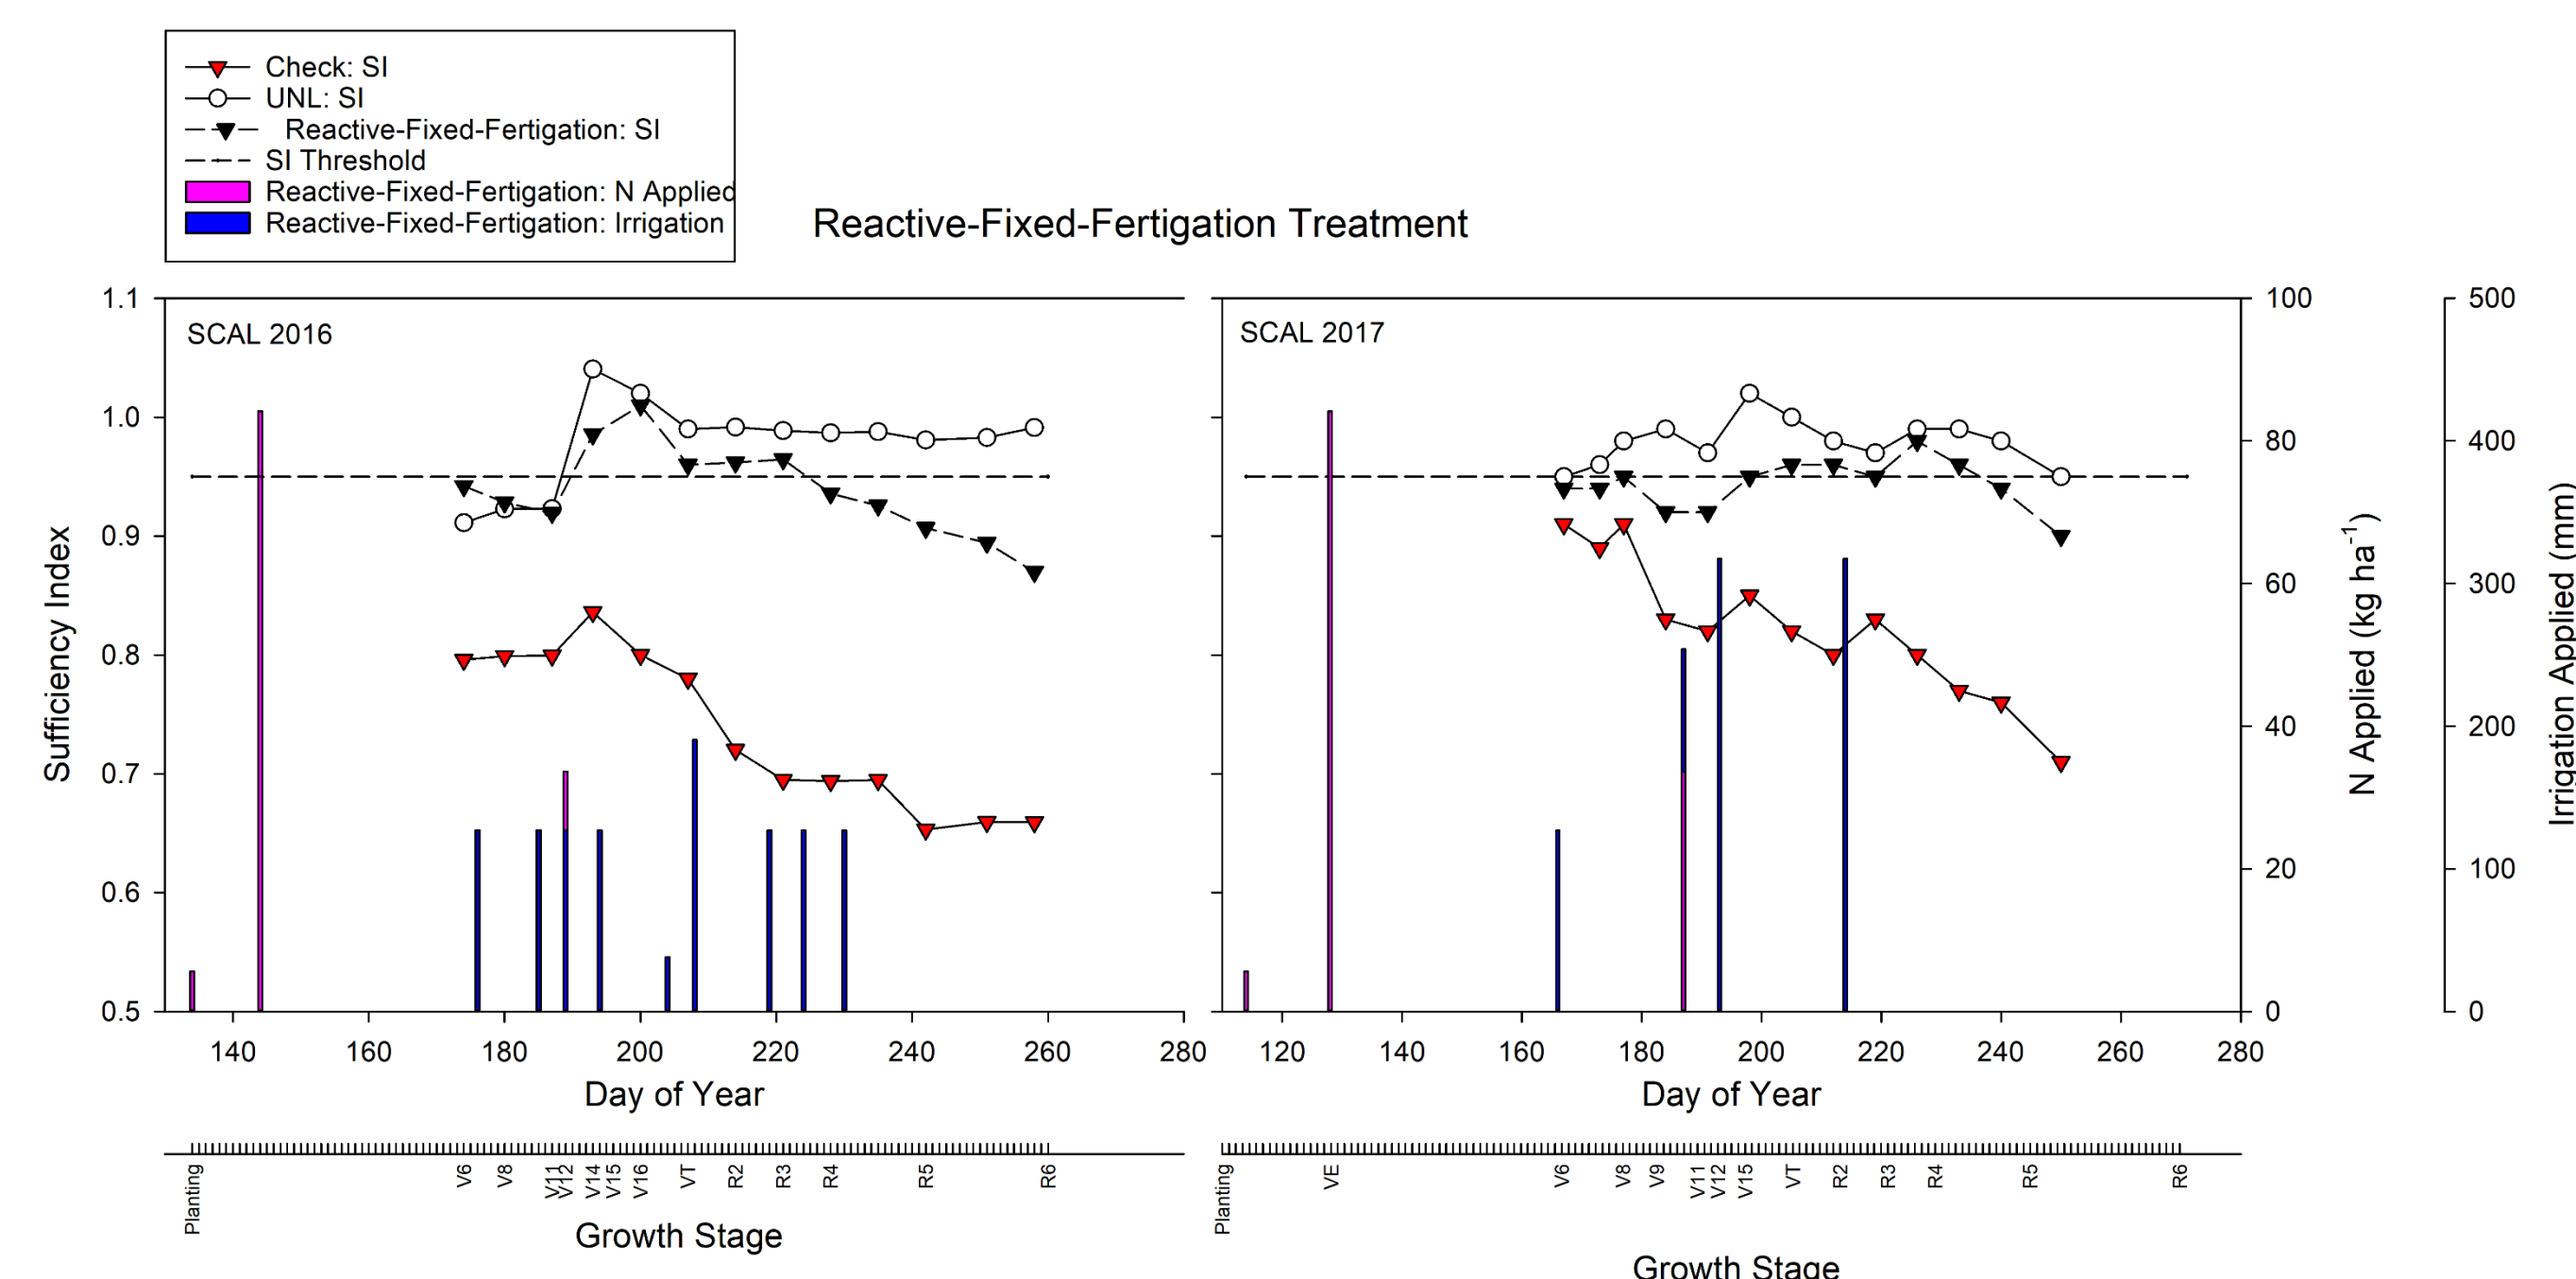 Check: SI
UNL: SI
Reactive-Fixed-Fertigation: SI
SI Threshold
Reactive-Fixed-Fertigation: N Applied
Reactive-Fixed-Fertigation: Irrigation
Reactive-Fixed-Fertigation Treatment
SCAL 2016
SCAL 2017
Sufficiency Index
1.1
1.0
0.9
0.8
0.7
0.6
0.5
140 160 180 200 220 240 260 280
Day of Year
120 140 160 180 200 220 240 260 280
Day of Year
100
80
60
40
20
0
N Applied (kg ha⁻¹)
500
400
300
200
100
0
Irrigation Applied (mm)
Planting V6 V8 V11 V12 V14 V15 V16 VT R2 R3 R4 R5 R6
Growth Stage
Planting VE V6 V8 V9 V11 V12 V15 VT R2 R3 R4 R5 R6
Growth Stage